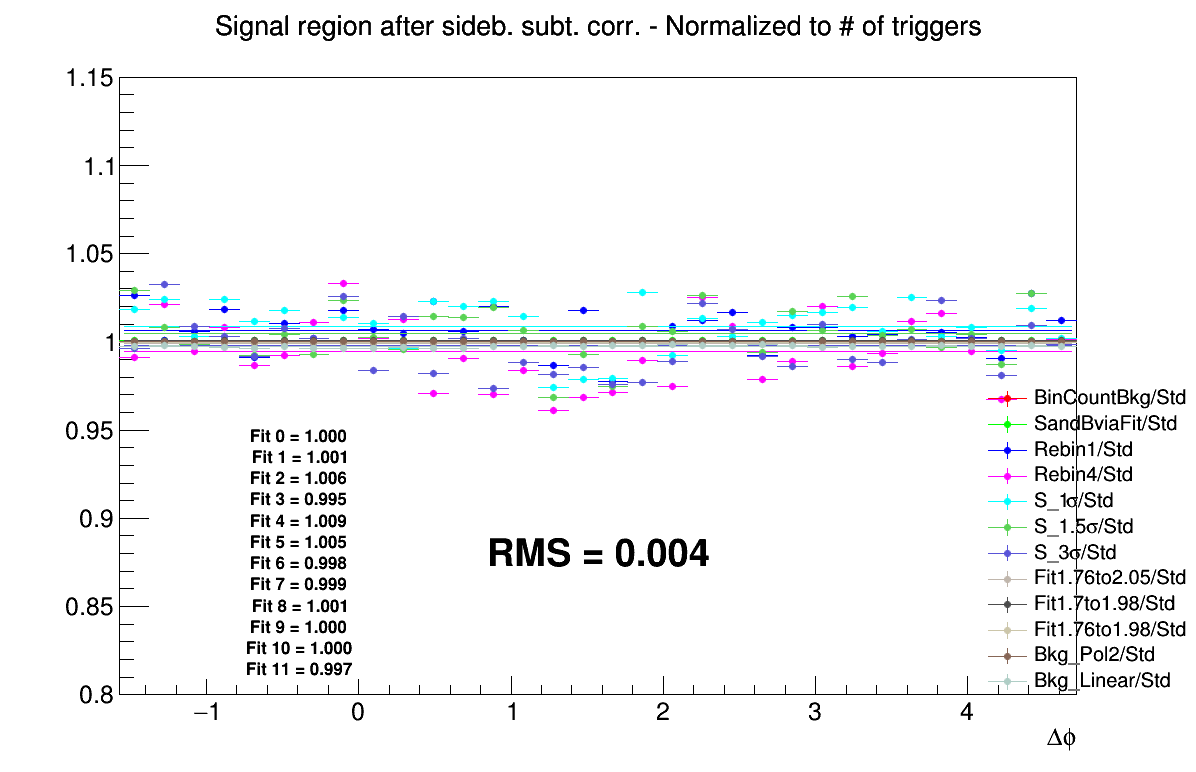 Signal region after sideb. subt. corr. - Normalized to # of triggers
1.15
1.1
1.05
1
0.95
0.9
0.85
0.8
−1
0
1
2
3
4
Δϕ
Fit 0 = 1.000
Fit 1 = 1.001
Fit 2 = 1.006
Fit 3 = 0.995
Fit 4 = 1.009
Fit 5 = 1.005
Fit 6 = 0.998
Fit 7 = 0.999
Fit 8 = 1.001
Fit 9 = 1.000
Fit 10 = 1.000
Fit 11 = 0.997
RMS = 0.004
BinCountBkg/Std
SandBviaFit/Std
Rebin1/Std
Rebin4/Std
S_1σ/Std
S_1.5σ/Std
S_3σ/Std
Fit1.76to2.05/Std
Fit1.7to1.98/Std
Fit1.76to1.98/Std
Bkg_Pol2/Std
Bkg_Linear/Std